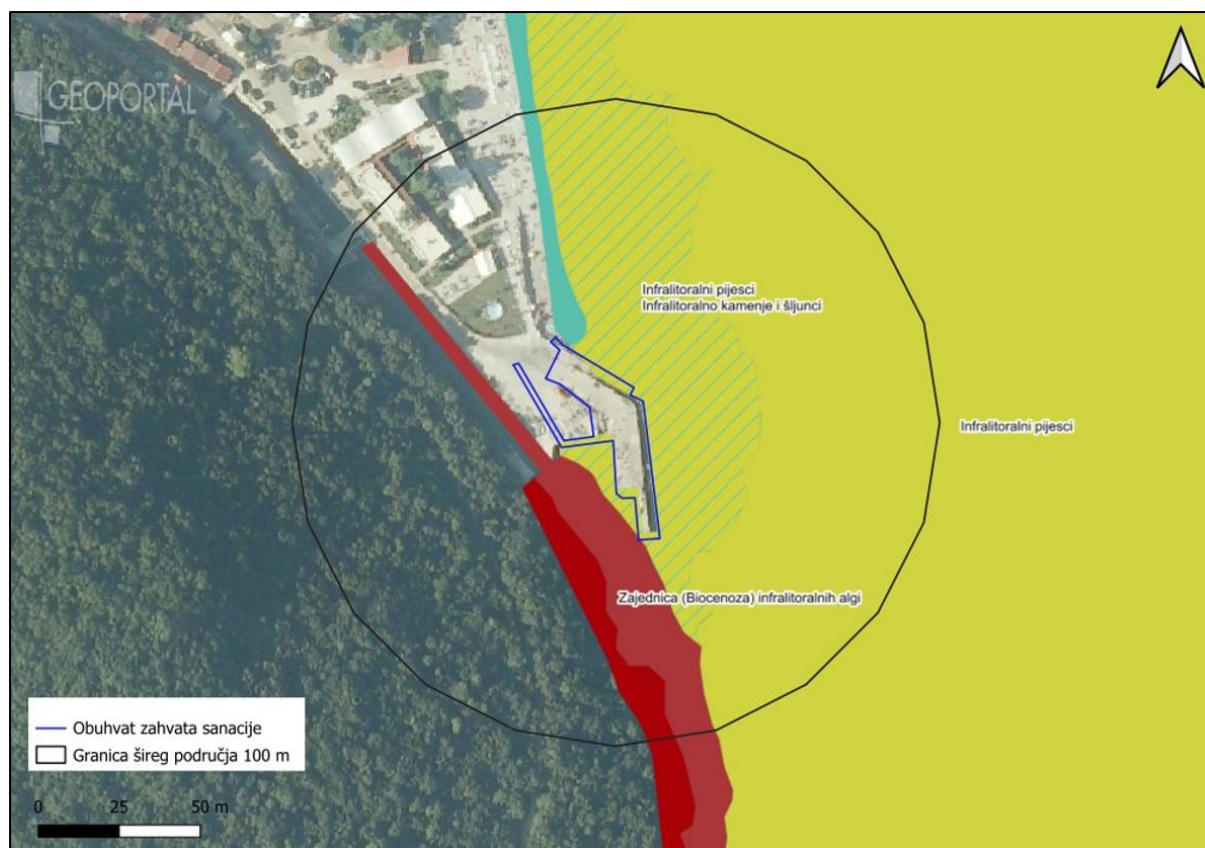 GEOPORTAL
Infralitoralni pijesci
Infralitoralno kamenje i šljunci
Infralitoralni pijesci
Zajednica (Biocenoza) infralitoralnih algi
Obuhvat zahvata sanacije
Granica šireg područja 100 m
0 25 50 m